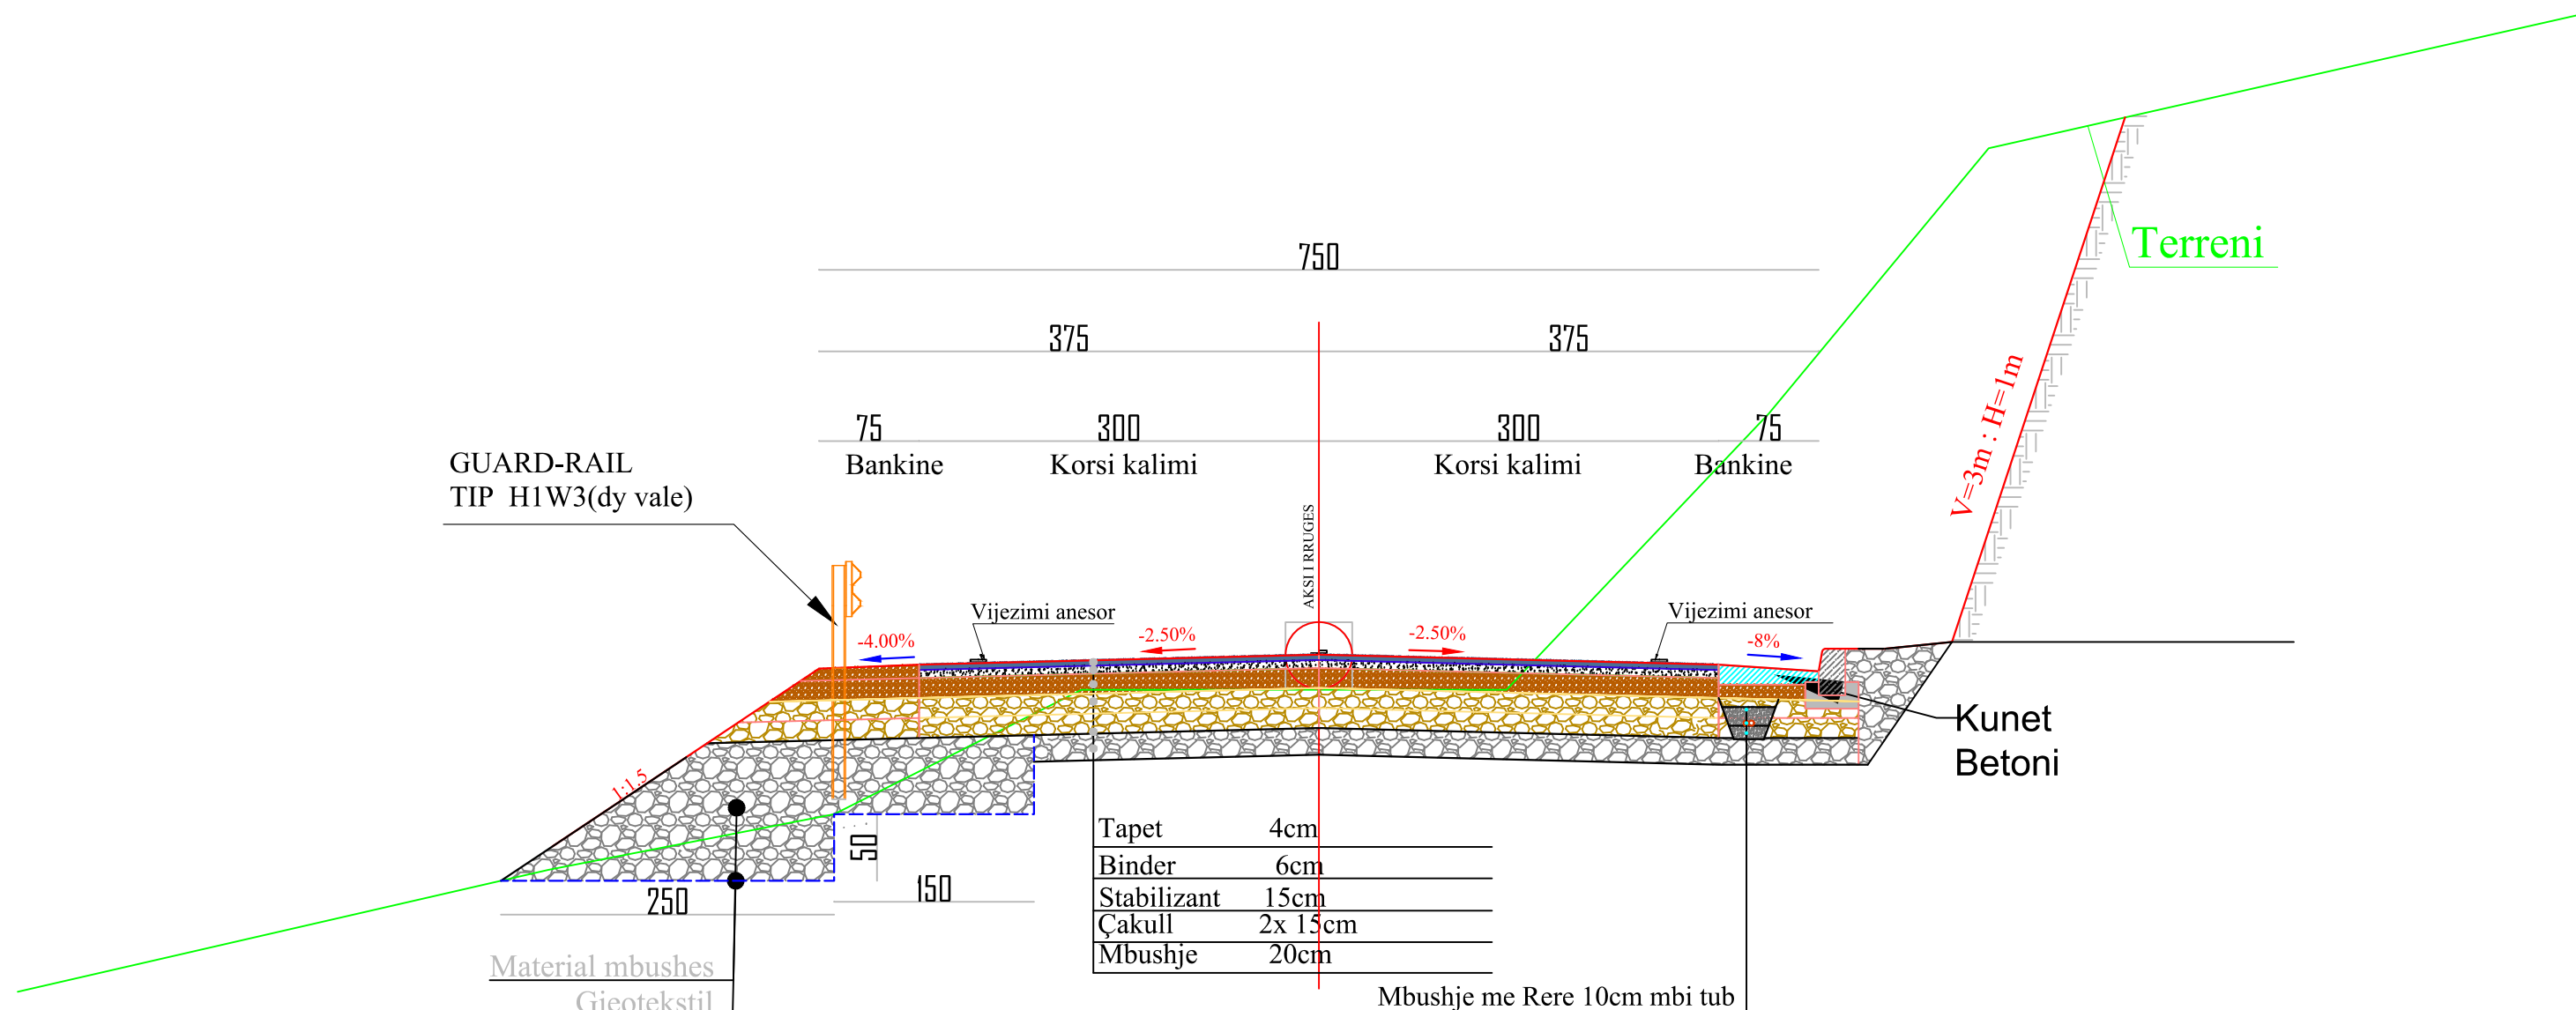 Terreni
750
375 375
75 300 300 75
Bankine Korsi kalimi Korsi kalimi Bankine
V=3m : H=1m
GUARD-RAIL
TIP H1W3(dy vale)
AKSI I RRUGES
Vijezimi anesor
Vijezimi anesor
-4.00% -2.50% -2.50% -8%
Kunet
Betoni
1:1.5
50
250
150
Tapet 4cm
Binder 6cm
Stabilizant 15cm
Çakull 2x 15cm
Mbushje 20cm
Material mbushes
Gjeotekstil
Mbushje me Rere 10cm mbi tub